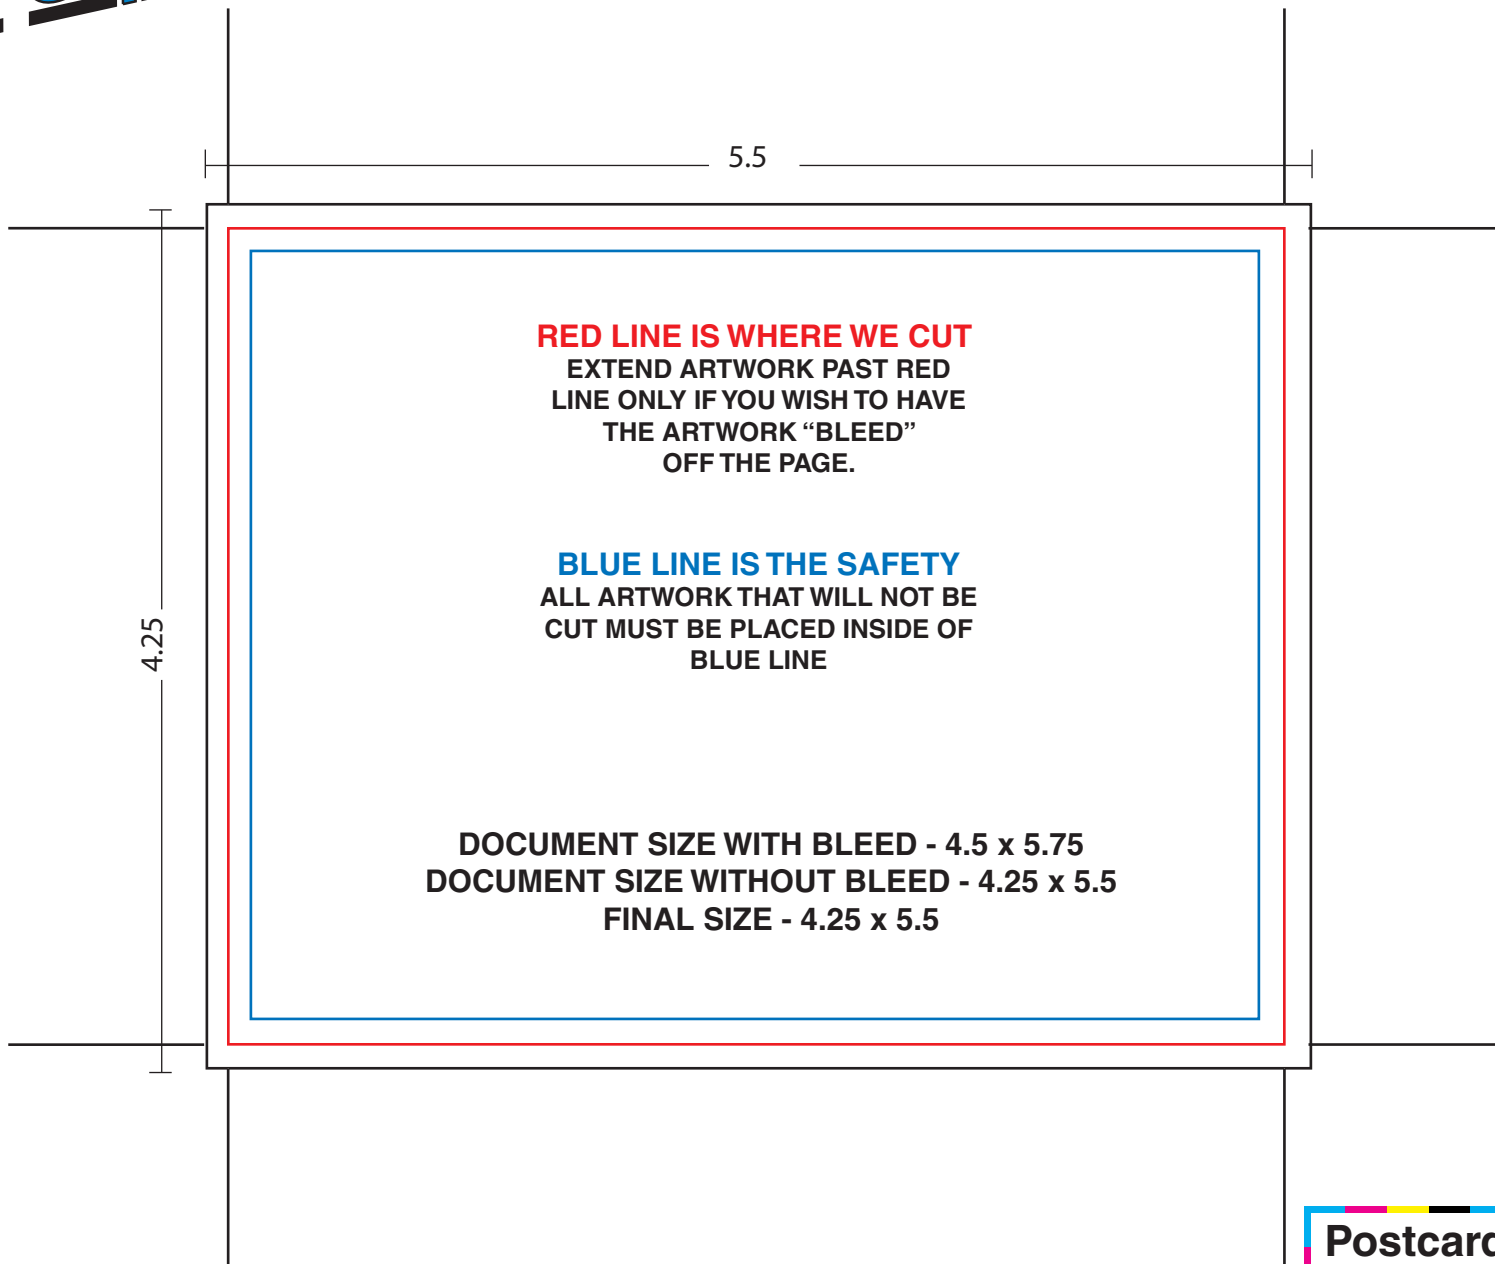 5.5
4.25
RED LINE IS WHERE WE CUT
EXTEND ARTWORK PAST RED
LINE ONLY IF YOU WISH TO HAVE
THE ARTWORK “BLEED”
OFF THE PAGE.
BLUE LINE IS THE SAFETY
ALL ARTWORK THAT WILL NOT BE
CUT MUST BE PLACED INSIDE OF
BLUE LINE
DOCUMENT SIZE WITH BLEED - 4.5 x 5.75
DOCUMENT SIZE WITHOUT BLEED - 4.25 x 5.5
FINAL SIZE - 4.25 x 5.5
Postcard